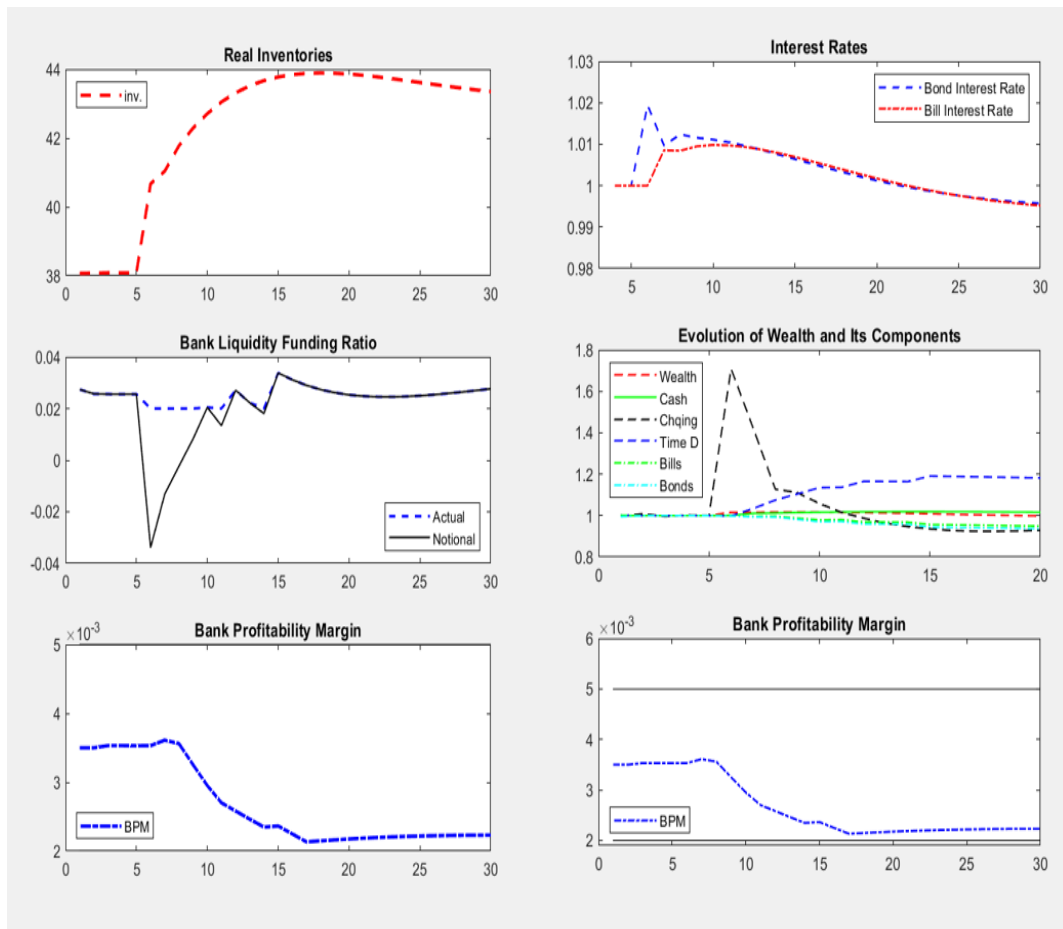 Real Inventories
44
42
40
38
inv.
0 5 10 15 20 25 30
Interest Rates
1.03
1.02
1.01
1
0.99
0.98
Bond Interest Rate
Bill Interest Rate
5 10 15 20 25 30
Bank Liquidity Funding Ratio
0.04
0.02
0
-0.02
-0.04
Actual
Notional
0 5 10 15 20 25 30
Evolution of Wealth and Its Components
1.8
1.6
1.4
1.2
1
0.8
Wealth
Cash
Chqing
Time D
Bills
Bonds
0 5 10 15 20
Bank Profitability Margin
×10⁻³
5
4
3
2
BPM
0 5 10 15 20 25 30
Bank Profitability Margin
×10⁻³
6
5
4
3
2
BPM
0 5 10 15 20 25 30